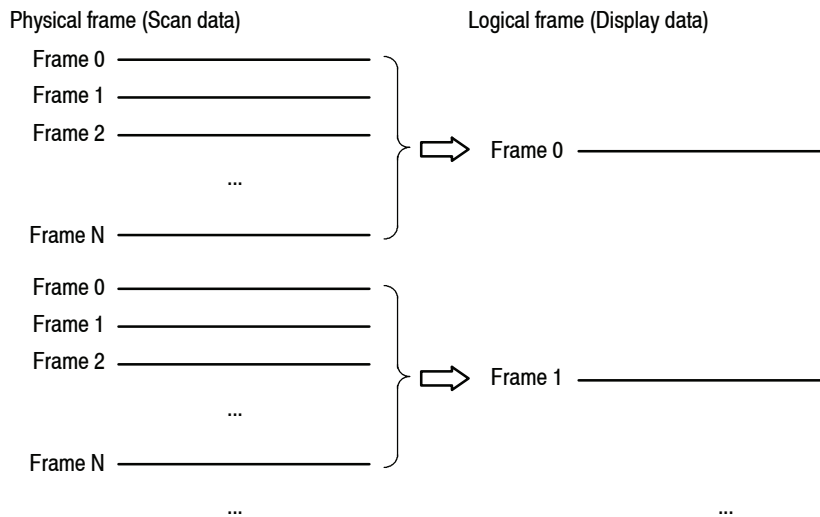 Physical frame (Scan data) Logical frame (Display data)
Frame 0
Frame 1
Frame 2
Frame 0
...
Frame N
Frame 0
Frame 1
Frame 2
Frame 1
...
Frame N
... ...